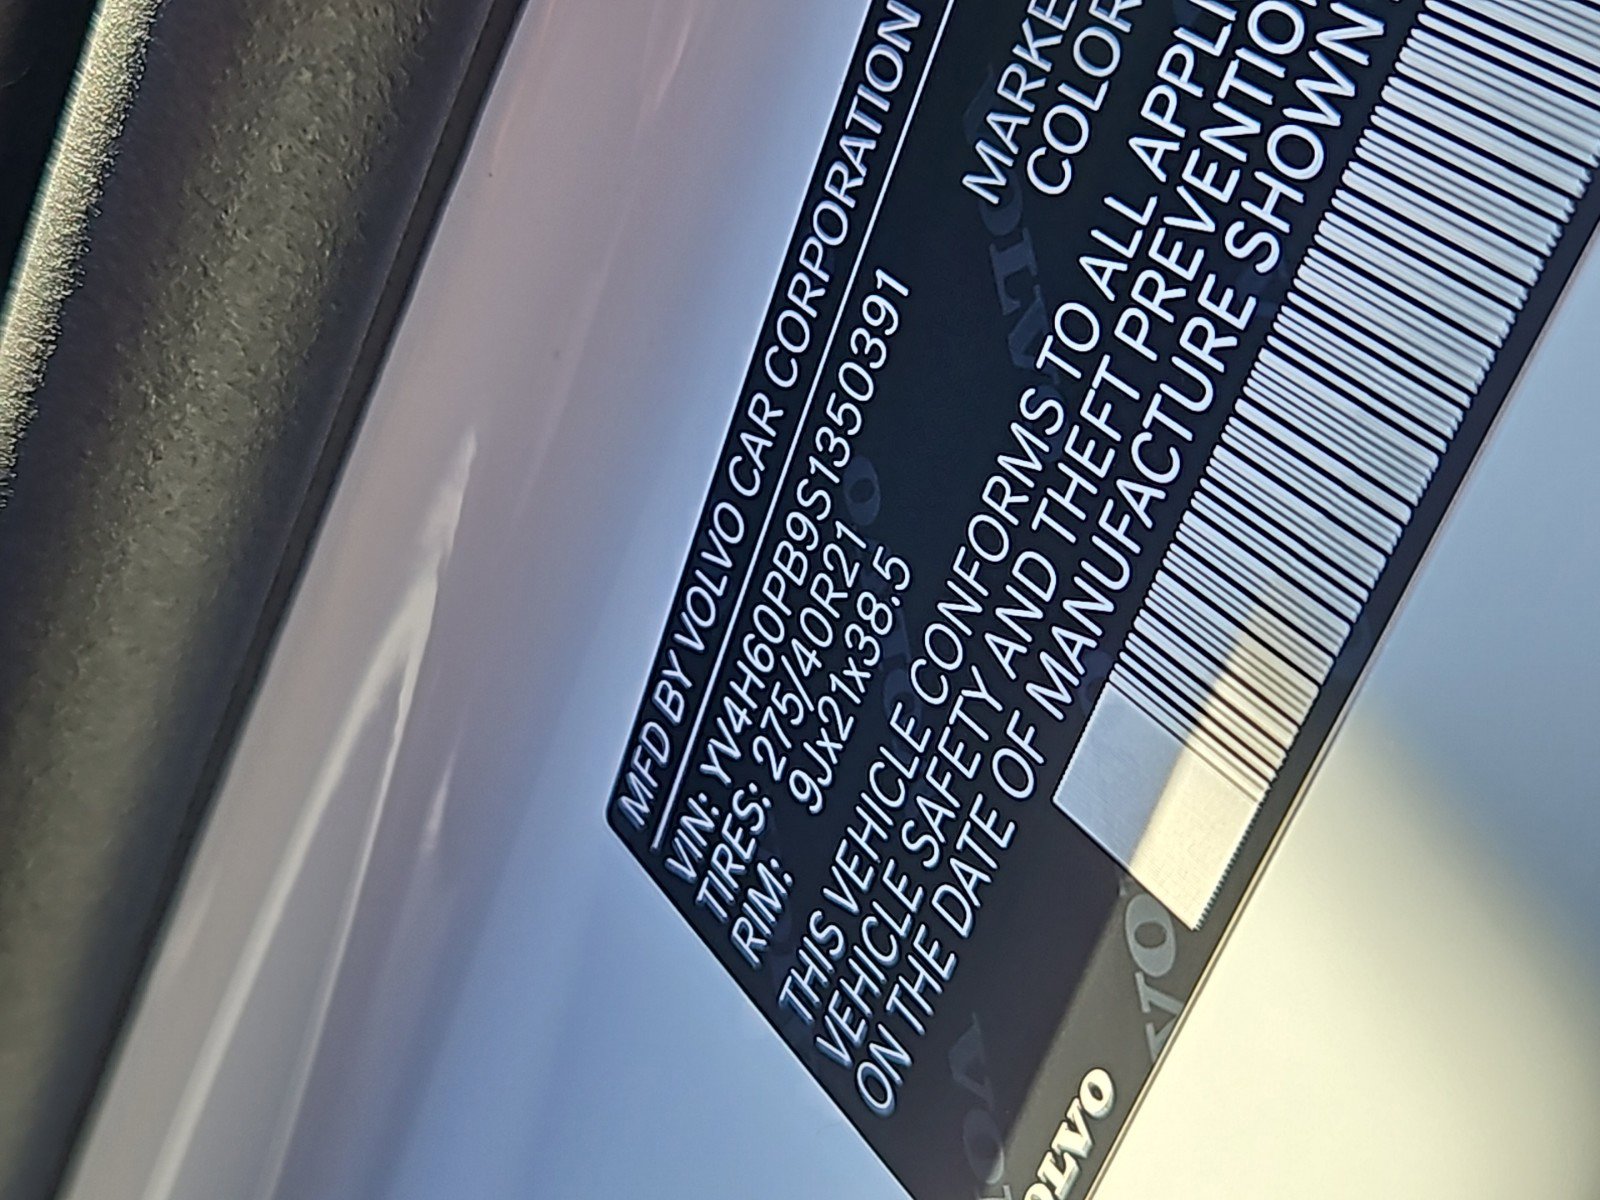 MFD BY VOLVO CAR CORPORATION
VIN: YV4H60PB9S1350391
TIRES: 275/40R21
RIM: 9Jx21x38.5
COLOR
THIS VEHICLE CONFORMS TO ALL
VEHICLE SAFETY AND THEFT PREVENTION
ON THE DATE OF MANUFACTURE SHOWN
VOLVO